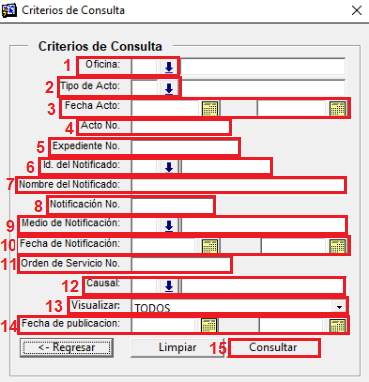 Criterios de Consulta
Criterios de Consulta
1 Oficina:
2 Tipo de Acto:
3 Fecha Acto:
4 Acto No.
5 Expediente No.
6 Id. del Notificado:
7 Nombre del Notificado:
8 Notificación No.
9 Medio de Notificación:
10 Fecha de Notificación:
11 Orden de Servicio No.
12 Causal:
13 Visualizar: TODOS
14 Fecha de publicacion:
<- Regresar Limpiar 15 Consultar